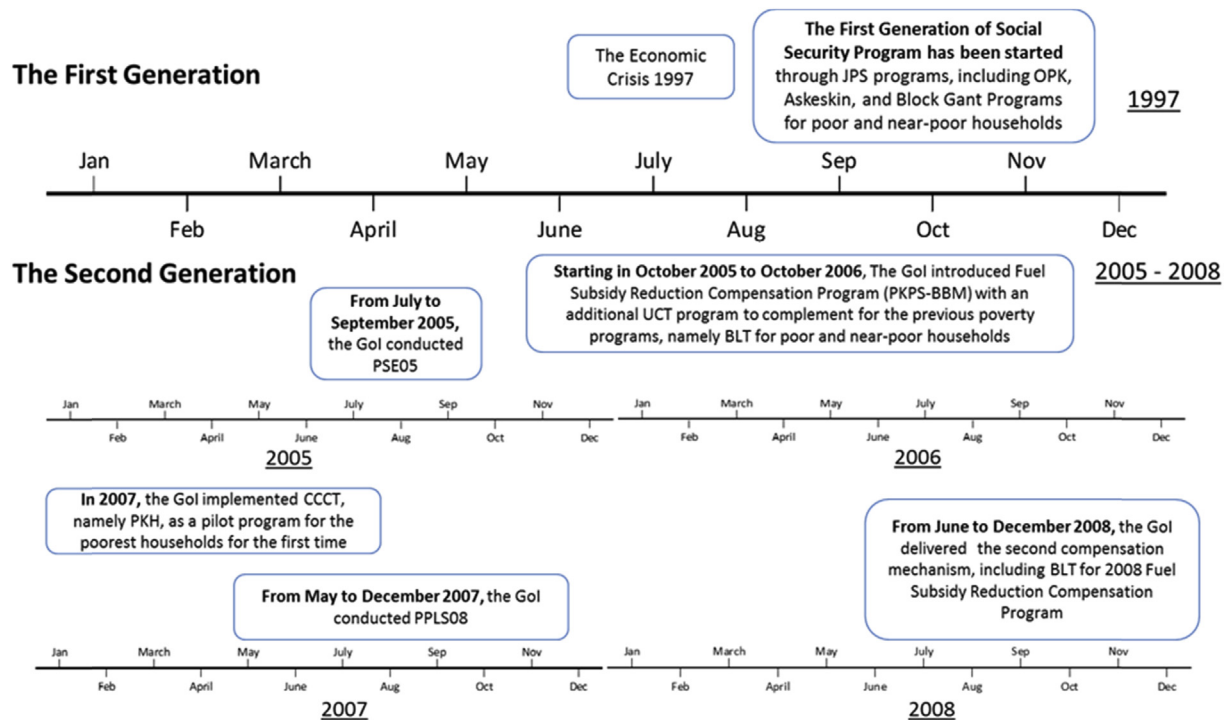 The First Generation
The Economic
Crisis 1997
The First Generation of Social
Security Program has been started
through JPS programs, including OPK,
Askeskin, and Block Gant Programs
for poor and near-poor households
1997
Jan March May July Sep Nov
Feb April June Aug Oct Dec
The Second Generation
2005 - 2008
From July to
September 2005,
the GoI conducted
PSE05
Starting in October 2005 to October 2006, The GoI introduced Fuel
Subsidy Reduction Compensation Program (PKPS-BBM) with an
additional UCT program to complement for the previous poverty
programs, namely BLT for poor and near-poor households
Jan March May July Sep Nov
Feb April June Aug Oct Dec
2005
Jan March May July Sep Nov
Feb April June Aug Oct Dec
2006
In 2007, the GoI implemented CCCT,
namely PKH, as a pilot program for the
poorest households for the first time
From May to December 2007, the GoI
conducted PPLS08
From June to December 2008, the GoI
delivered the second compensation
mechanism, including BLT for 2008 Fuel
Subsidy Reduction Compensation
Program
Jan March May July Sep Nov
Feb April June Aug Oct Dec
2007
Jan March May July Sep Nov
Feb April June Aug Oct Dec
2008